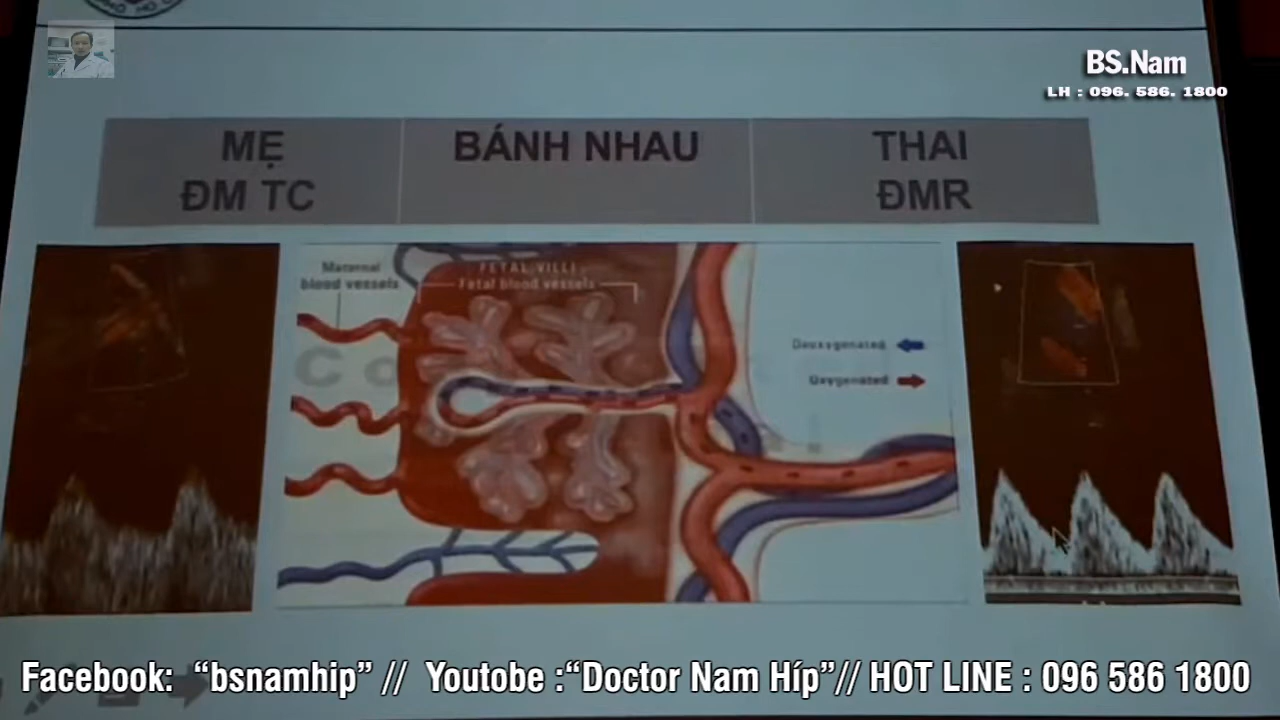 BS.Nam
LH : 096. 586. 1800
MẸ
ĐM TC
BÁNH NHAU
THAI
ĐMR
Maternal
blood vessels
FETAL VILLI
Fetal blood vessels
Deoxygenated
Oxygenated
Facebook: “bsnamhip” // Youtobe :“Doctor Nam Híp”// HOT LINE : 096 586 1800